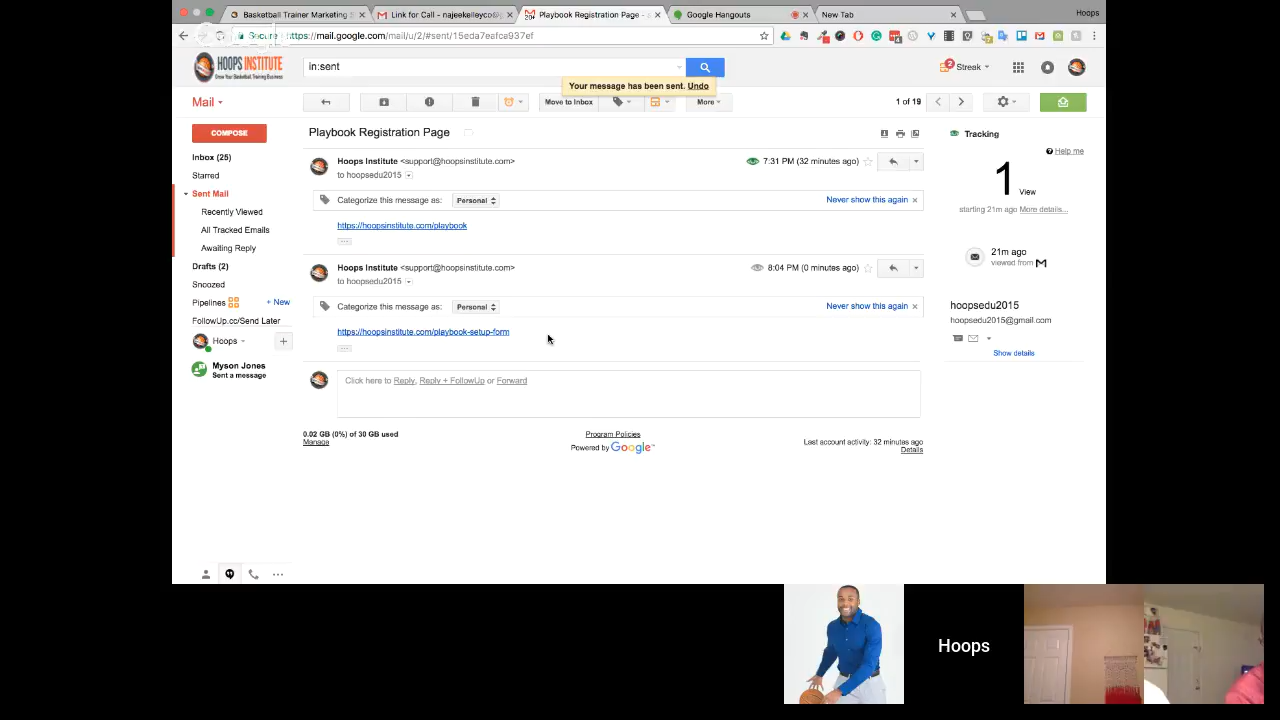 Basketball Trainer Marketing
Link for Call - najeekelleyco@
Playbook Registration Page -
Google Hangouts
New Tab
Hoops
Secure
https://mail.google.com/mail/u/2/#sent/15eda7eafca937ef
HOOPS INSTITUTE
Grow Your Basketball Training Business
in:sent
2
Streak
Your message has been sent. Undo
Mail
Move to Inbox
More
1 of 19
COMPOSE
Playbook Registration Page
Tracking
Help me
Inbox (25)
Starred
Sent Mail
Recently Viewed
All Tracked Emails
Awaiting Reply
Drafts (2)
Snoozed
Pipelines
+ New
FollowUp.cc/Send Later
Hoops
Myson Jones
Sent a message
Hoops Institute <support@hoopsinstitute.com>
7:31 PM (32 minutes ago)
to hoopsedu2015
Categorize this message as: Personal
Never show this again
https://hoopsinstitute.com/playbook
Hoops Institute <support@hoopsinstitute.com>
8:04 PM (0 minutes ago)
to hoopsedu2015
Categorize this message as: Personal
Never show this again
https://hoopsinstitute.com/playbook-setup-form
Click here to Reply, Reply + FollowUp or Forward
0.02 GB (0%) of 30 GB used
Manage
Program Policies
Powered by Google™
Last account activity: 32 minutes ago
Details
1 View
starting 21m ago More details...
21m ago
viewed from
hoopsedu2015
hoopsedu2015@gmail.com
Show details
Hoops